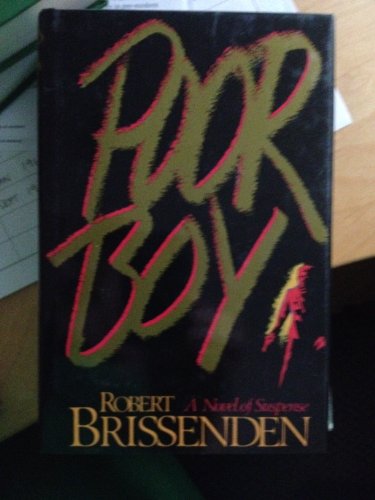 POOR
BOY
ROBERT A Novel of Suspense
BRISSENDEN